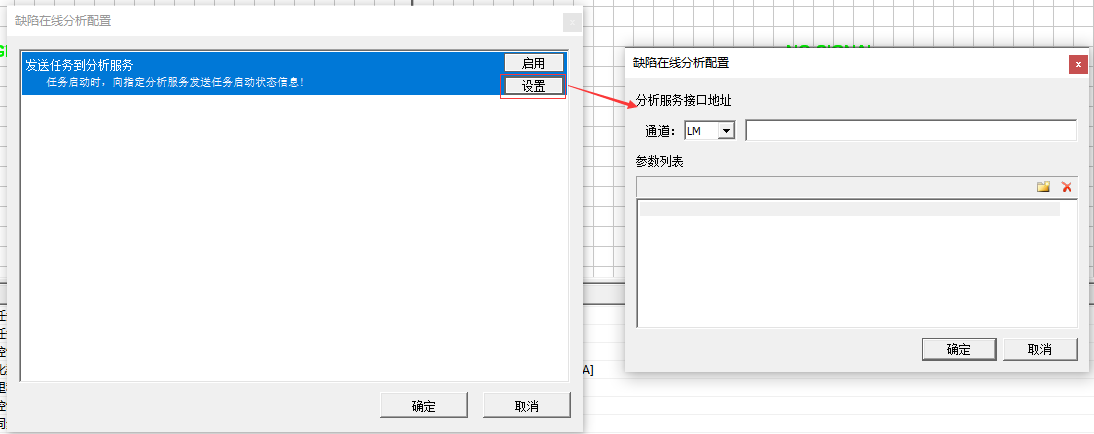 缺陷在线分析配置
发送任务到分析服务
启用
任务启动时，向指定分析服务发送任务启动状态信息！
设置
确定
取消
A]
缺陷在线分析配置
分析服务接口地址
通道：
LM
参数列表
确定
取消